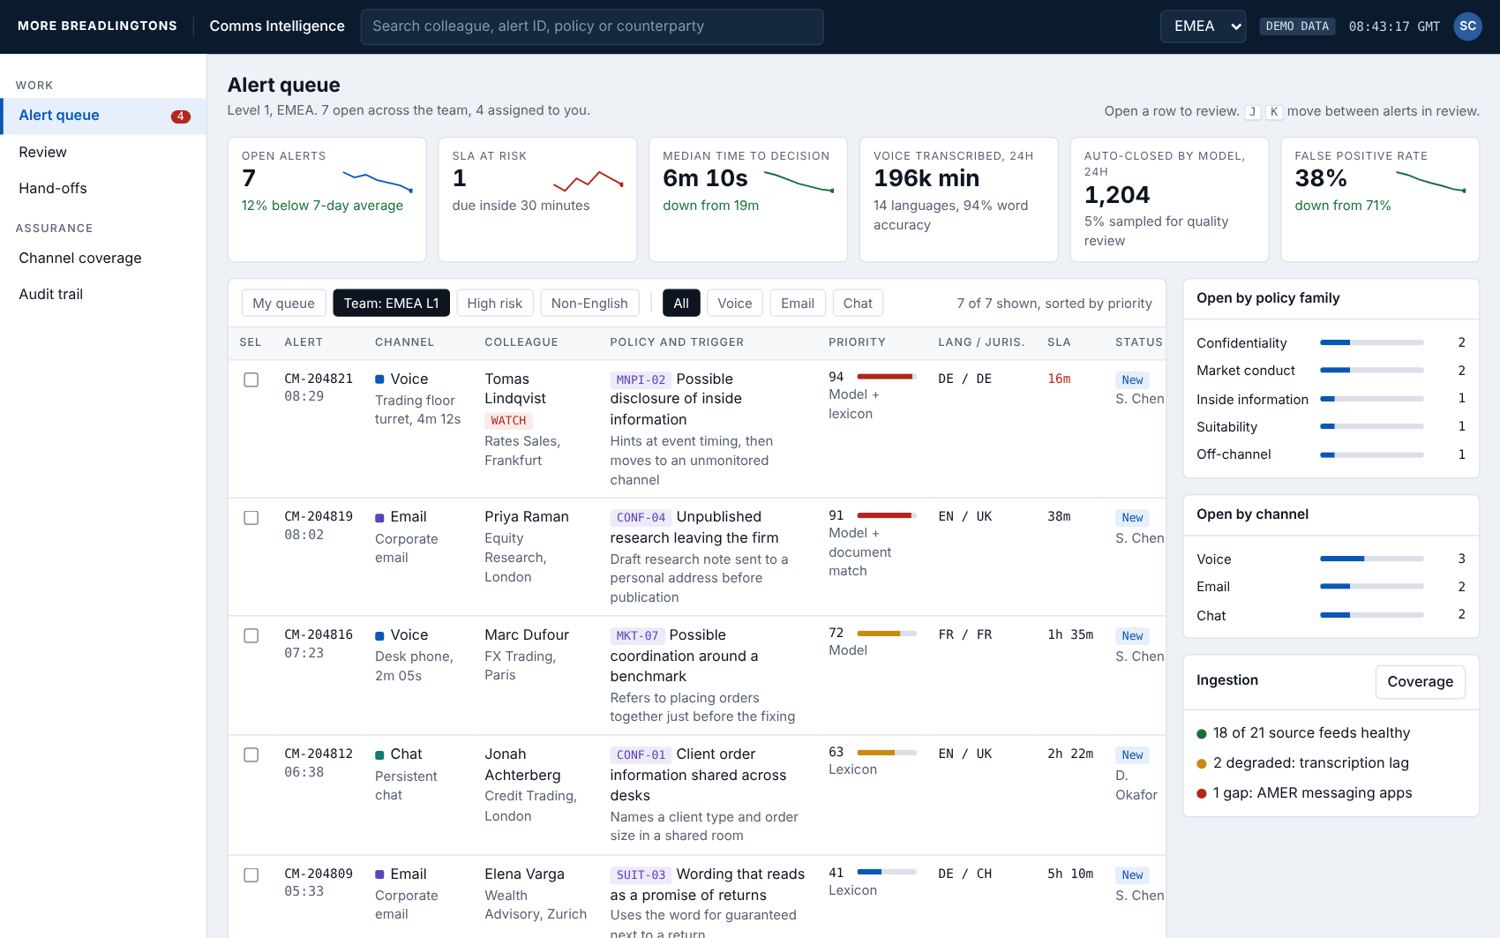 MORE BREADLINGTONS
Comms Intelligence
Search colleague, alert ID, policy or counterparty
EMEA
DEMO DATA
08:43:17 GMT
SC
WORK
Alert queue
4
Review
Hand-offs
ASSURANCE
Channel coverage
Audit trail
Alert queue
Level 1, EMEA. 7 open across the team, 4 assigned to you.
Open a row to review. J K move between alerts in review.
OPEN ALERTS
7
12% below 7-day average
SLA AT RISK
1
due inside 30 minutes
MEDIAN TIME TO DECISION
6m 10s
down from 19m
VOICE TRANSCRIBED, 24H
196k min
14 languages, 94% word
accuracy
AUTO-CLOSED BY MODEL,
24H
1,204
5% sampled for quality
review
FALSE POSITIVE RATE
38%
down from 71%
My queue
Team: EMEA L1
High risk
Non-English
All
Voice
Email
Chat
7 of 7 shown, sorted by priority
SEL ALERT CHANNEL COLLEAGUE POLICY AND TRIGGER PRIORITY LANG / JURIS. SLA STATUS
CM-204821
08:29
Voice
Trading floor
turret, 4m 12s
Tomas
Lindqvist
WATCH
Rates Sales,
Frankfurt
MNPI-02 Possible
disclosure of inside
information
Hints at event timing, then
moves to an unmonitored
channel
94
Model +
lexicon
DE / DE
16m
New
S. Chen
CM-204819
08:02
Email
Corporate
email
Priya Raman
Equity
Research,
London
CONF-04 Unpublished
research leaving the firm
Draft research note sent to a
personal address before
publication
91
Model +
document
match
EN / UK
38m
New
S. Chen
CM-204816
07:23
Voice
Desk phone,
2m 05s
Marc Dufour
FX Trading,
Paris
MKT-07 Possible
coordination around a
benchmark
Refers to placing orders
together just before the fixing
72
Model
FR / FR
1h 35m
New
S. Chen
CM-204812
06:38
Chat
Persistent
chat
Jonah
Achterberg
Credit Trading,
London
CONF-01 Client order
information shared across
desks
Names a client type and order
size in a shared room
63
Lexicon
EN / UK
2h 22m
New
D.
Okafor
CM-204809
05:33
Email
Corporate
email
Elena Varga
Wealth
Advisory, Zurich
SUIT-03 Wording that reads
as a promise of returns
Uses the word for guaranteed
next to a return
41
Lexicon
DE / CH
5h 10m
New
S. Chen
Open by policy family
Confidentiality 2
Market conduct 2
Inside information 1
Suitability 1
Off-channel 1
Open by channel
Voice 3
Email 2
Chat 2
Ingestion
Coverage
18 of 21 source feeds healthy
2 degraded: transcription lag
1 gap: AMER messaging apps